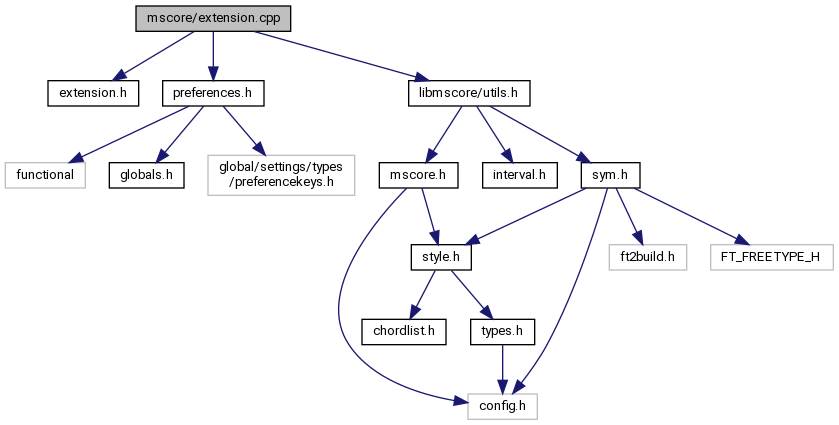 mscore/extension.cpp
extension.h
preferences.h
libmscore/utils.h
functional
globals.h
global/settings/types
/preferencekeys.h
mscore.h
interval.h
sym.h
style.h
ft2build.h
FT_FREETYPE_H
chordlist.h
types.h
config.h